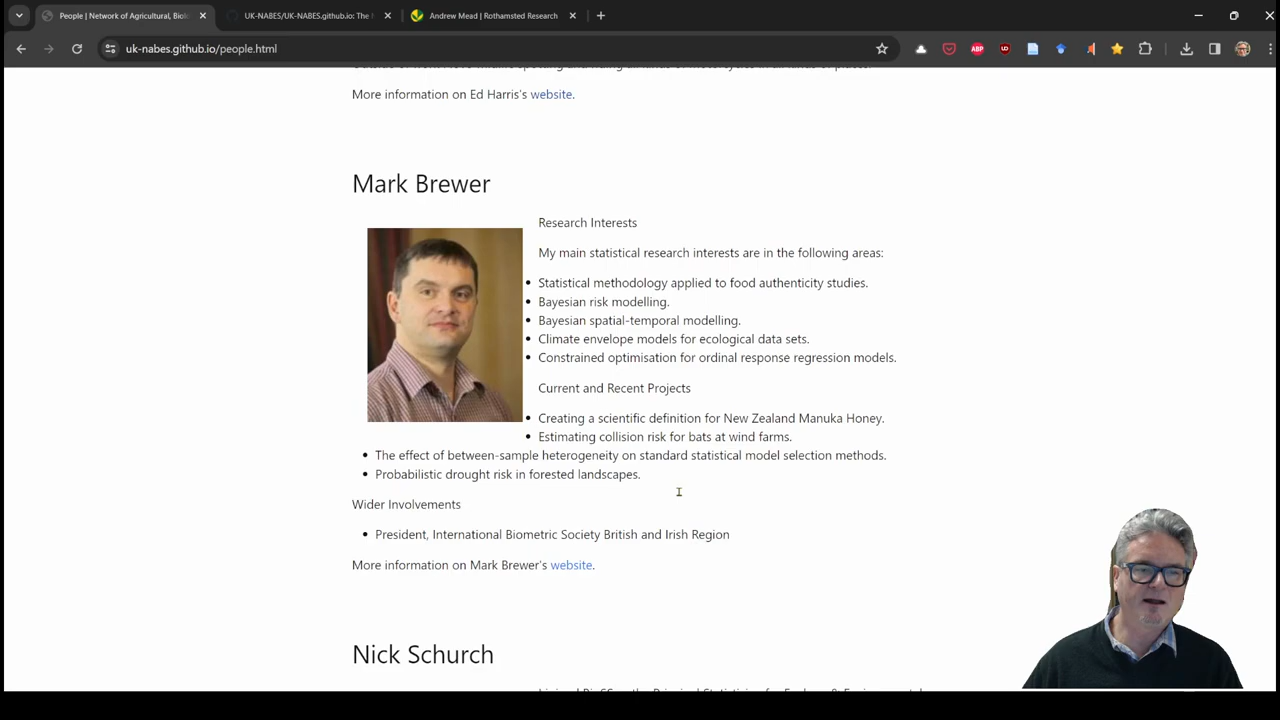 People | Network of Agricultural, Biol
UK-NABES/UK-NABES.github.io: The
Andrew Mead | Rothamsted Research
uk-nabes.github.io/people.html
ABP
More information on Ed Harris's website.
Mark Brewer
Research Interests
My main statistical research interests are in the following areas:
Statistical methodology applied to food authenticity studies.
Bayesian risk modelling.
Bayesian spatial-temporal modelling.
Climate envelope models for ecological data sets.
Constrained optimisation for ordinal response regression models.
Current and Recent Projects
Creating a scientific definition for New Zealand Manuka Honey.
Estimating collision risk for bats at wind farms.
The effect of between-sample heterogeneity on standard statistical model selection methods.
Probabilistic drought risk in forested landscapes.
Wider Involvements
President, International Biometric Society British and Irish Region
More information on Mark Brewer's website.
Nick Schurch